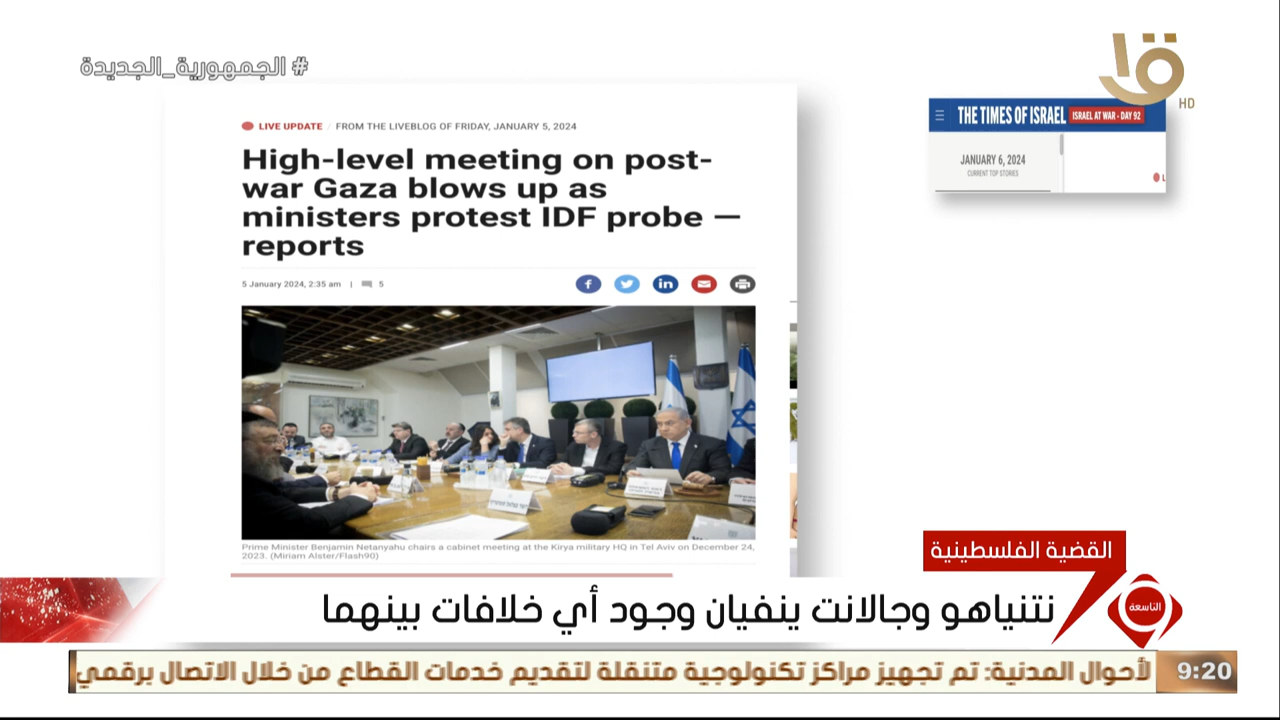 # الجمهورية_الجديدة
HD
THE TIMES OF ISRAEL
ISRAEL AT WAR - DAY 92
JANUARY 6, 2024
CURRENT TOP STORIES
LIVE UPDATE / FROM THE LIVEBLOG OF FRIDAY, JANUARY 5, 2024
High-level meeting on post-
war Gaza blows up as
ministers protest IDF probe —
reports
5 January 2024, 2:35 am | 5
Prime Minister Benjamin Netanyahu chairs a cabinet meeting at the Kirya military HQ in Tel Aviv on December 24,
2023. (Miriam Alster/Flash90)
القضية الفلسطينية
التاسعة
نتنياهو وجالانت ينفيان وجود أي خلافات بينهما
9:20
لأحوال المدنية: تم تجهيز مراكز تكنولوجية متنقلة لتقديم خدمات القطاع من خلال الاتصال برقمي